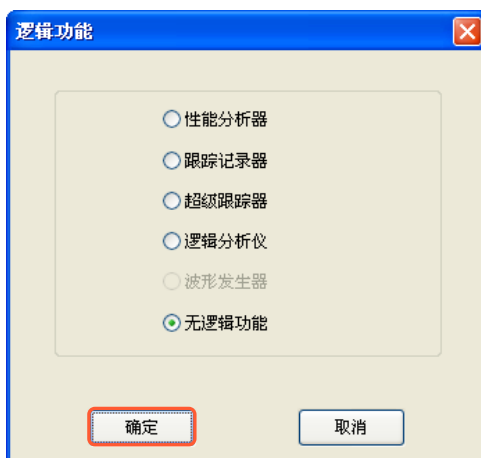 逻辑功能
性能分析器
跟踪记录器
超级跟踪器
逻辑分析仪
波形发生器
无逻辑功能
确定
取消